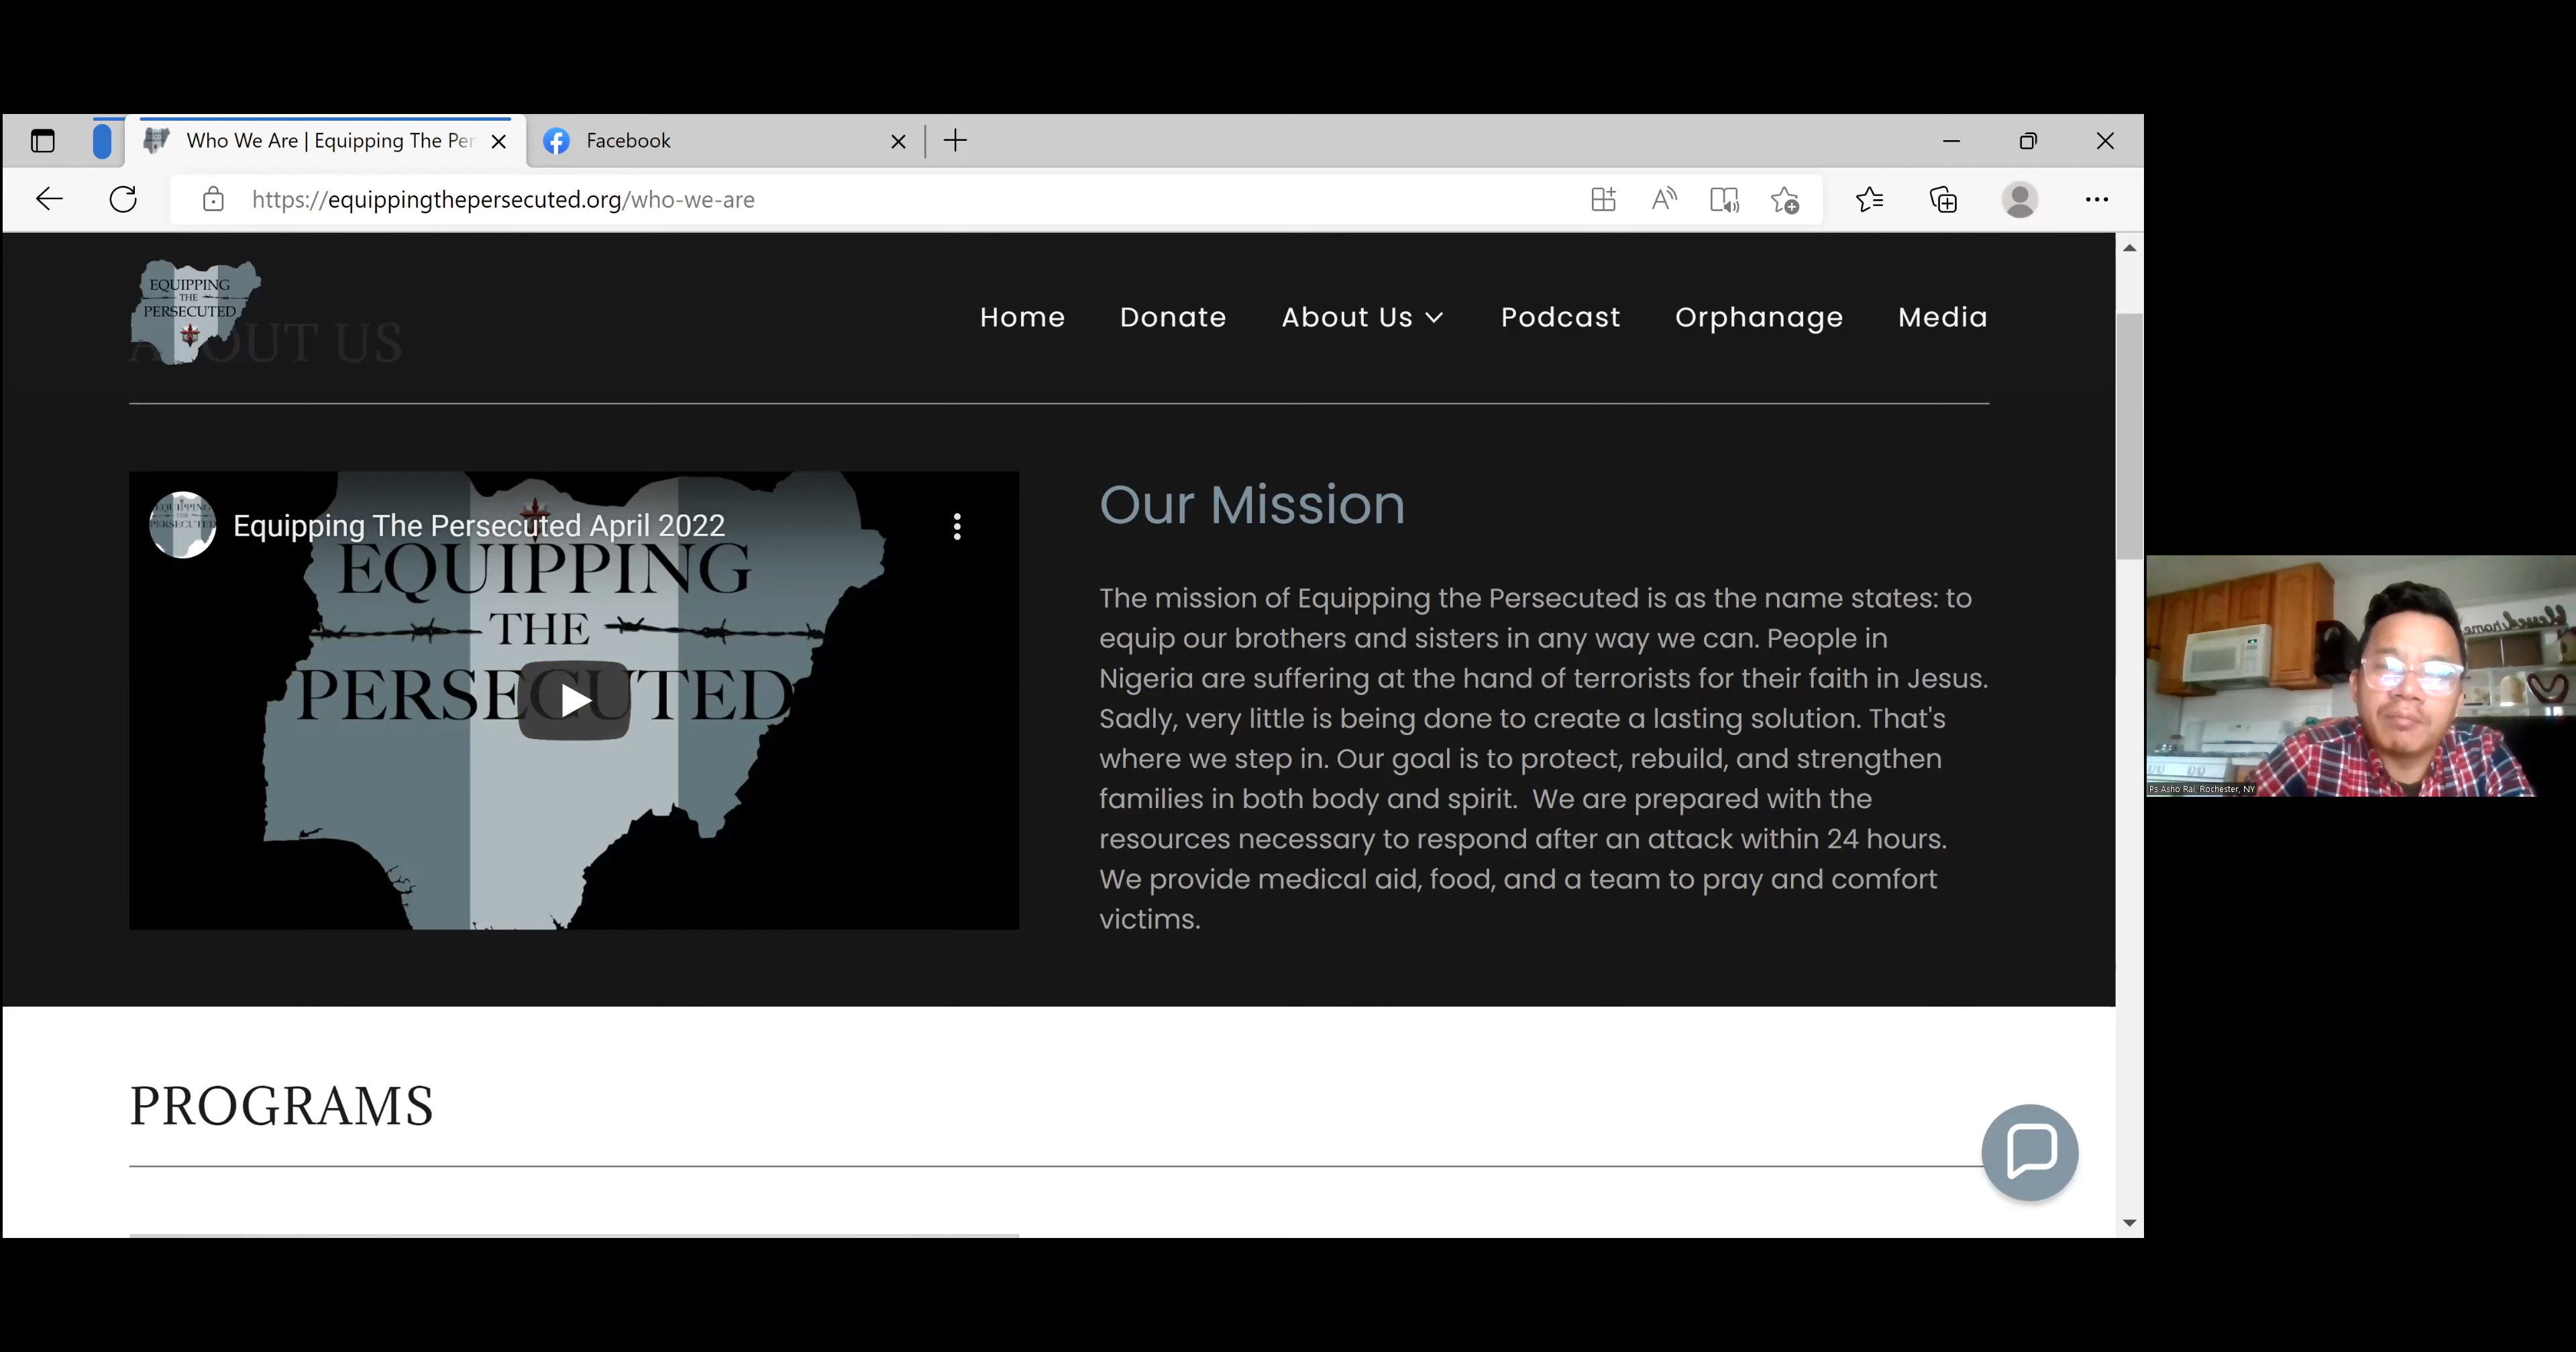 Who We Are | Equipping The Per
Facebook
https://equippingthepersecuted.org/who-we-are
EQUIPPING
THE
PERSECUTED
ABOUT US
Home
Donate
About Us
Podcast
Orphanage
Media
Equipping The Persecuted April 2022
EQUIPPING
THE
PERSECUTED
Our Mission
The mission of Equipping the Persecuted is as the name states: to
equip our brothers and sisters in any way we can. People in
Nigeria are suffering at the hand of terrorists for their faith in Jesus.
Sadly, very little is being done to create a lasting solution. That's
where we step in. Our goal is to protect, rebuild, and strengthen
families in both body and spirit. We are prepared with the
resources necessary to respond after an attack within 24 hours.
We provide medical aid, food, and a team to pray and comfort
victims.
PROGRAMS
Ps Asho Rai, Rochester, NY